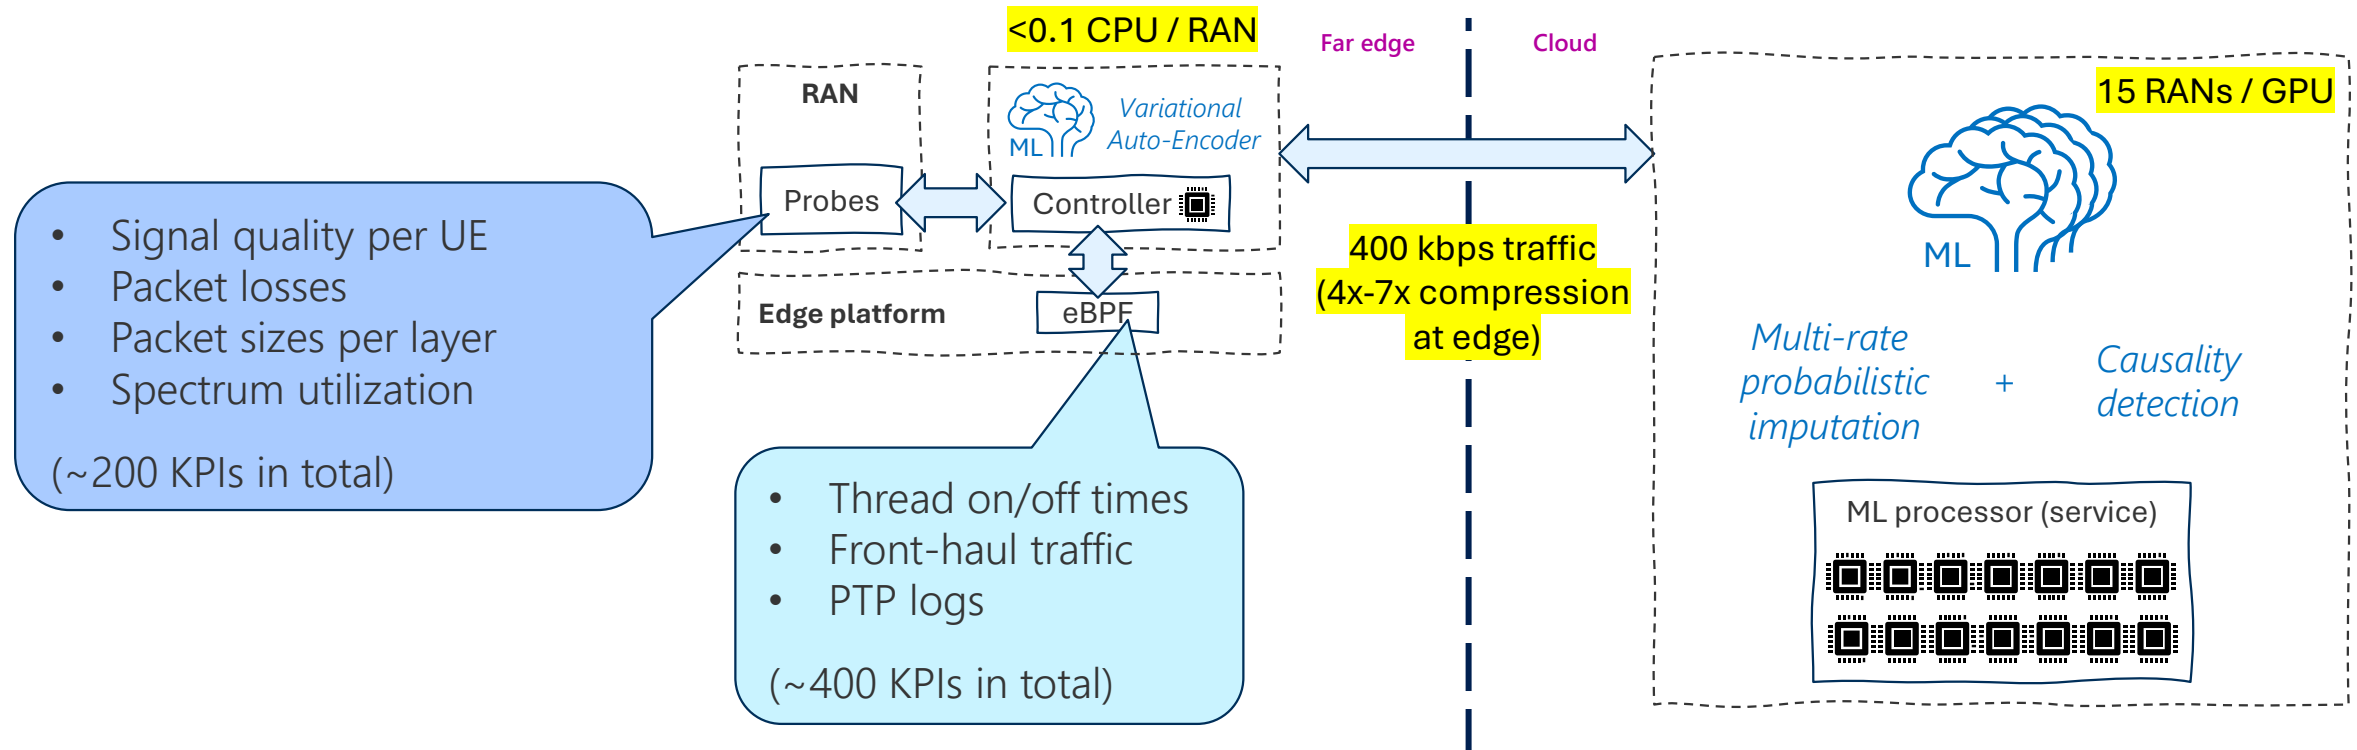 <0.1 CPU / RAN
Far edge
Cloud
RAN
ML
Variational
Auto-Encoder
Probes
Controller
Edge platform
eBPF
• Signal quality per UE
• Packet losses
• Packet sizes per layer
• Spectrum utilization
(~200 KPIs in total)
• Thread on/off times
• Front-haul traffic
• PTP logs
(~400 KPIs in total)
400 kbps traffic
(4x-7x compression
at edge)
15 RANs / GPU
ML
Multi-rate
probabilistic
imputation
+
Causality
detection
ML processor (service)